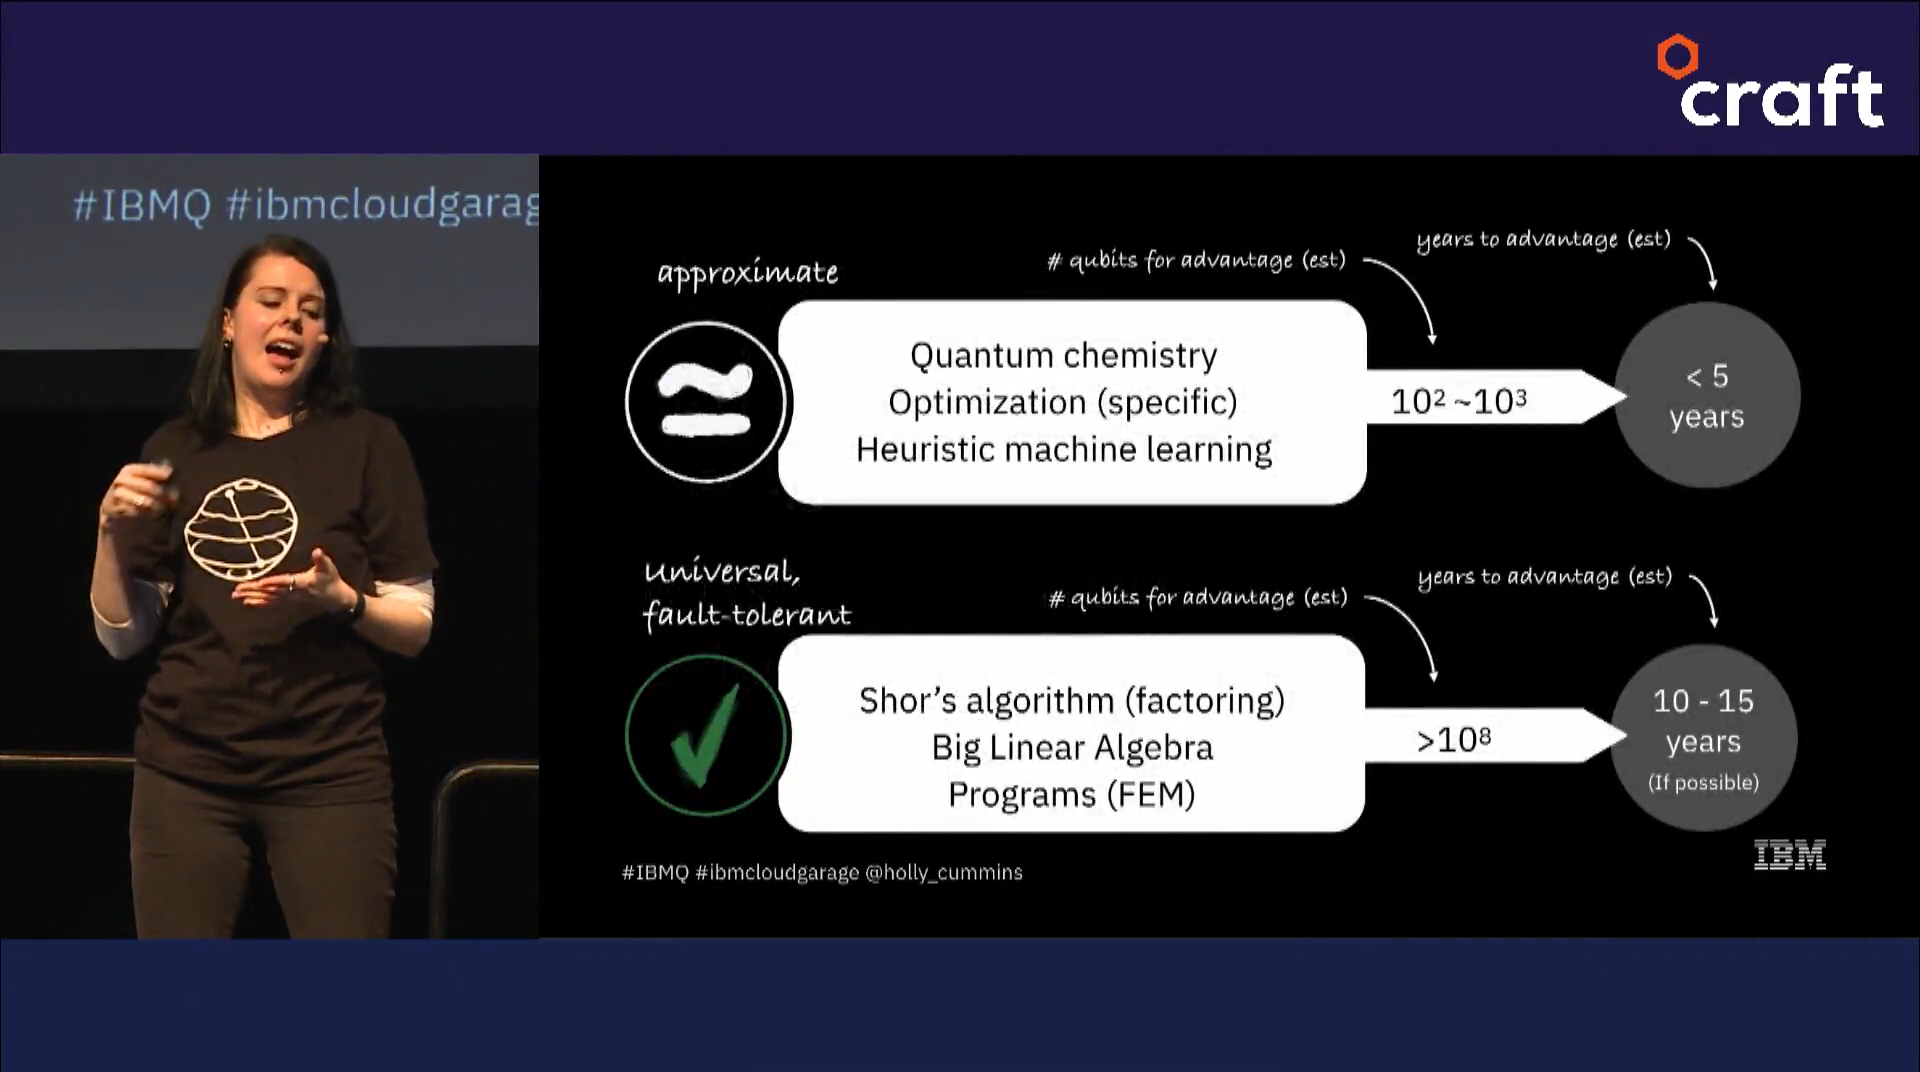 craft
#IBMQ #ibmcloudgarag
approximate
# qubits for advantage (est)
years to advantage (est)
Quantum chemistry
Optimization (specific)
Heuristic machine learning
10² ~10³
< 5
years
universal,
fault-tolerant
# qubits for advantage (est)
years to advantage (est)
Shor's algorithm (factoring)
Big Linear Algebra
Programs (FEM)
>10⁸
10 - 15
years
(If possible)
#IBMQ #ibmcloudgarage @holly_cummins
IBM